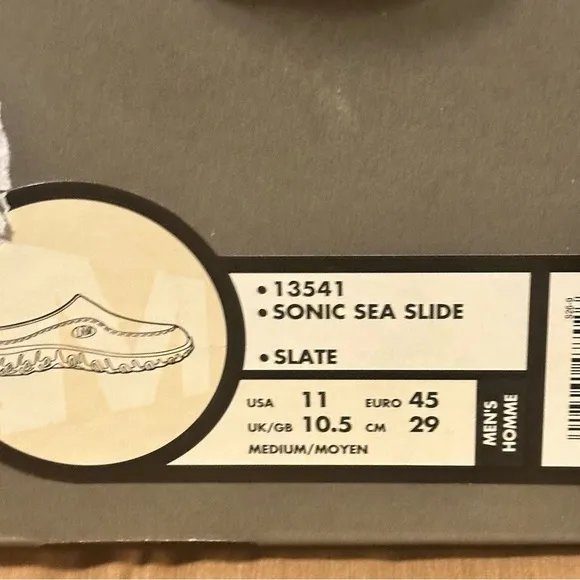 • 13541
• SONIC SEA SLIDE
• SLATE
USA 11 EURO 45
UK/GB 10.5 CM 29
MEDIUM/MOYEN
MEN'S
HOMME